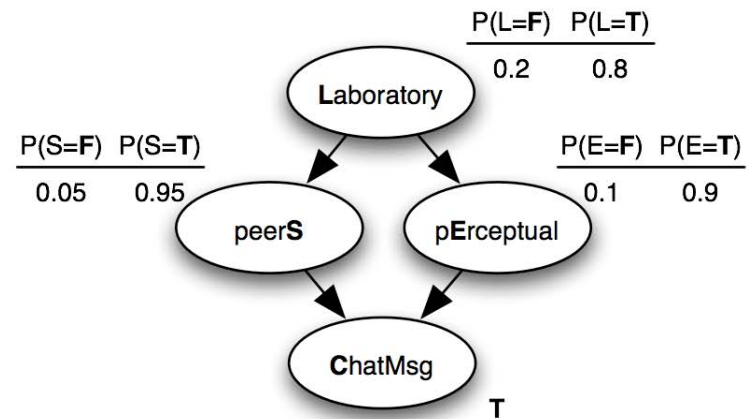 P(L=F) P(L=T)
0.2 0.8
Laboratory
P(S=F) P(S=T)
0.05 0.95
P(E=F) P(E=T)
0.1 0.9
peerS
pErceptual
ChatMsg
T